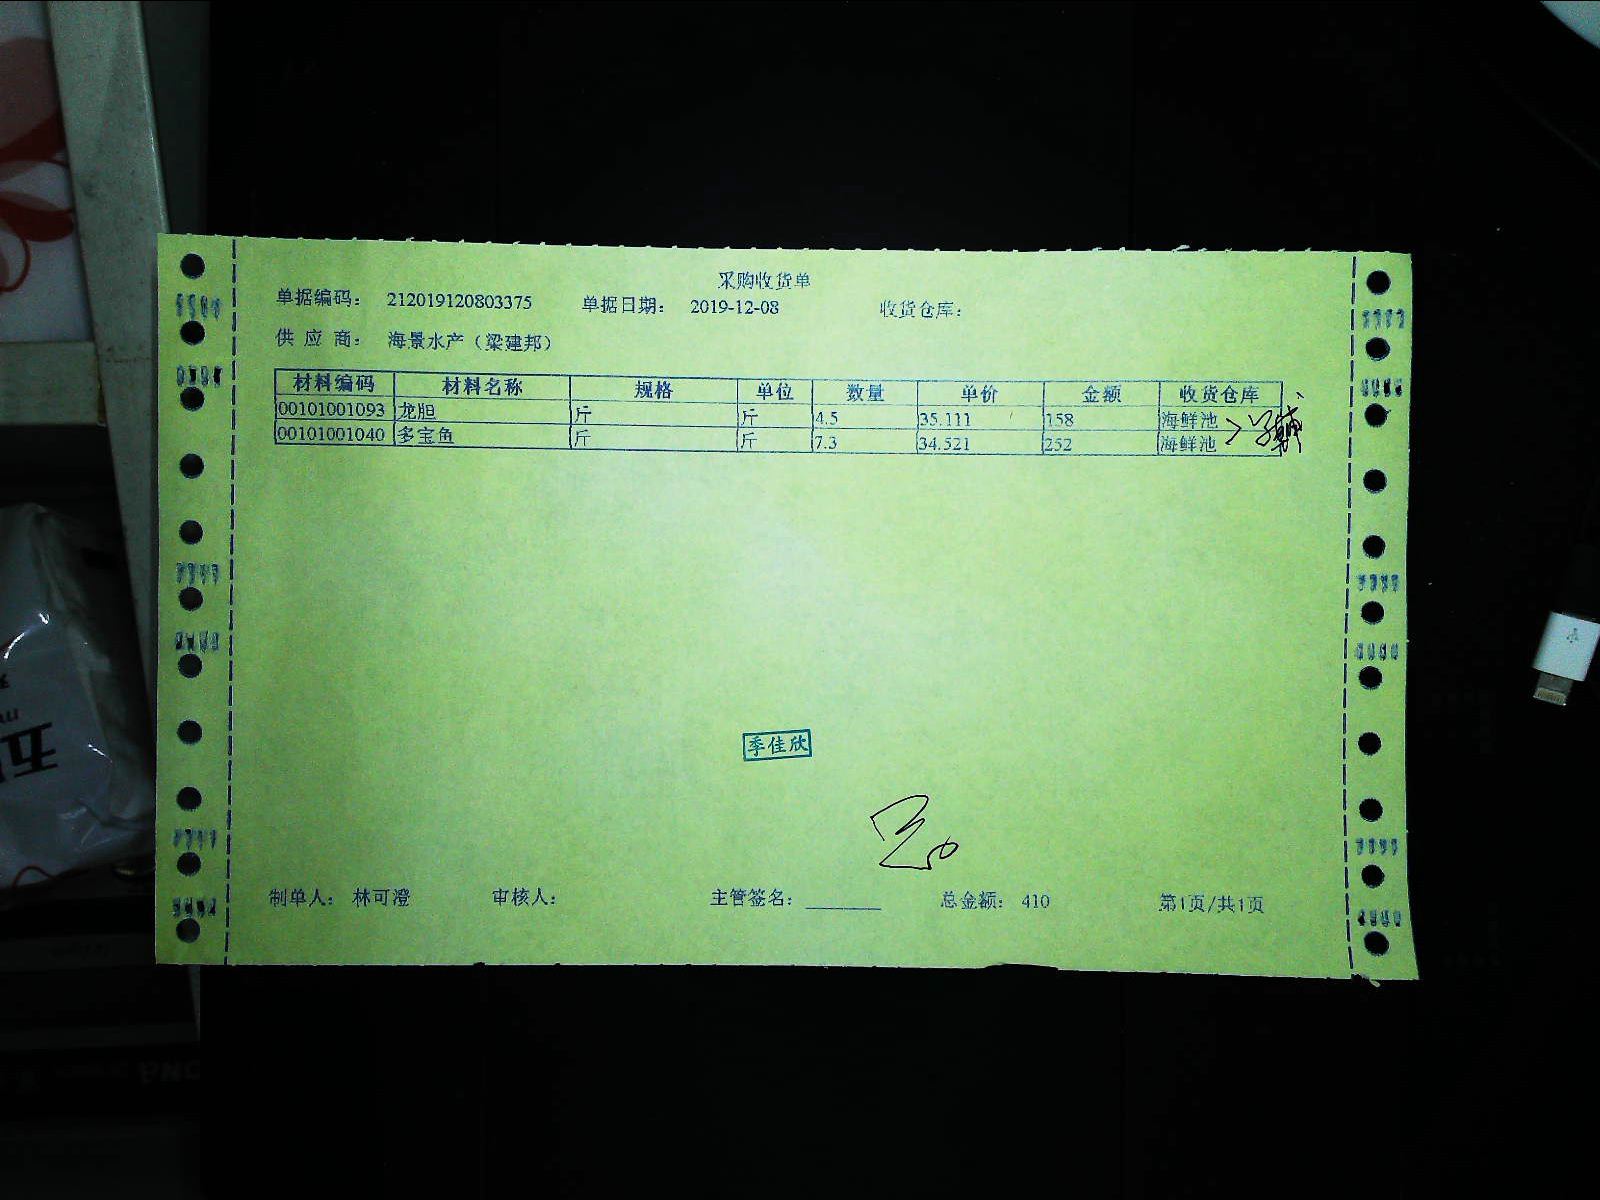 采购收货单
单据编码： 212019120803375 单据日期： 2019-12-08 收货仓库：
供 应 商： 海景水产（梁建邦）
材料编码 材料名称 规格 单位 数量 单价 金额 收货仓库
00101001093 龙胆 斤 斤 4.5 35.111 158 海鲜池
00101001040 多宝鱼 斤 斤 7.3 34.521 252 海鲜池
季佳欣
制单人： 林可澄 审核人： 主管签名： 总金额： 410 第1页/共1页